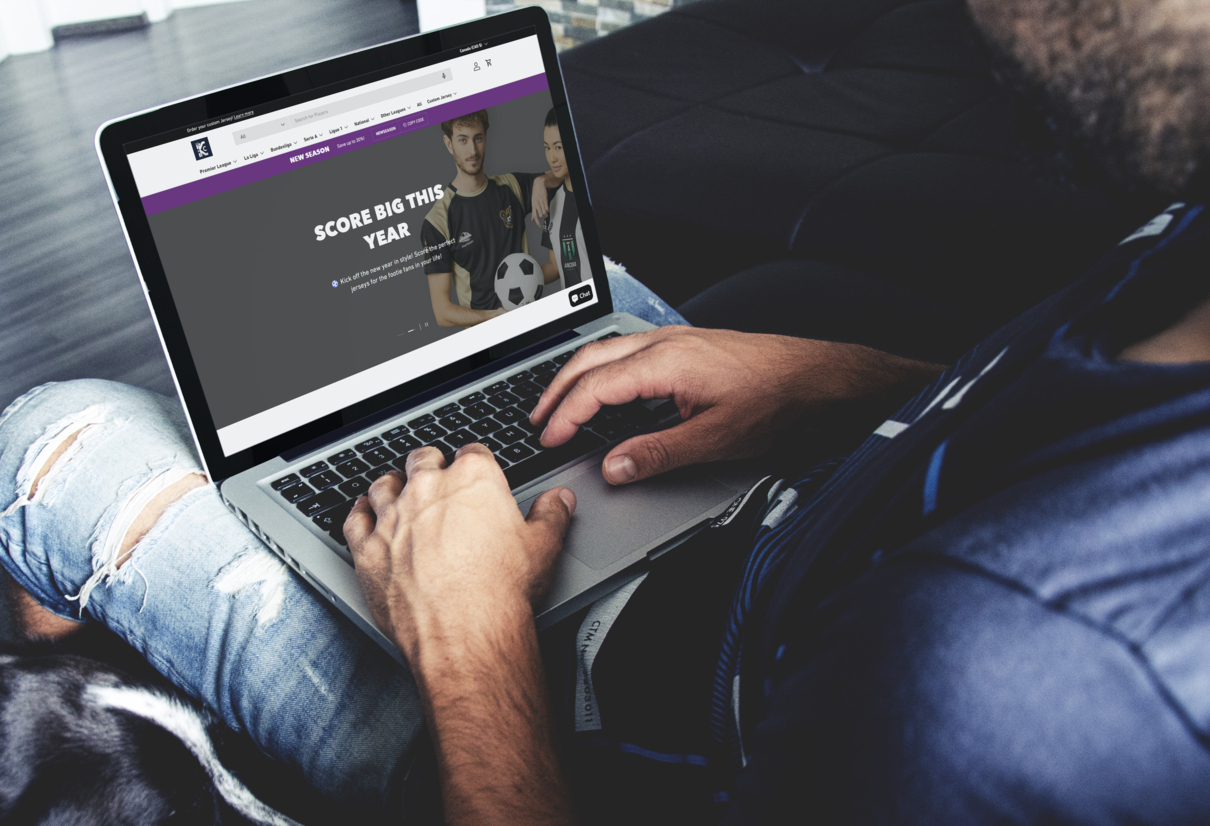 Canada (CAD $)
Order your custom Jersey! Learn more
All
Search for Players
Premier League La Liga Bundesliga Serie A Ligue 1 National Other Leagues All Custom Jersey
NEW SEASON Save up to 30%! NEWSEASON COPY CODE
SCORE BIG THIS
YEAR
Kick off the new year in style! Score the perfect
jerseys for the footie fans in your life!
Chat